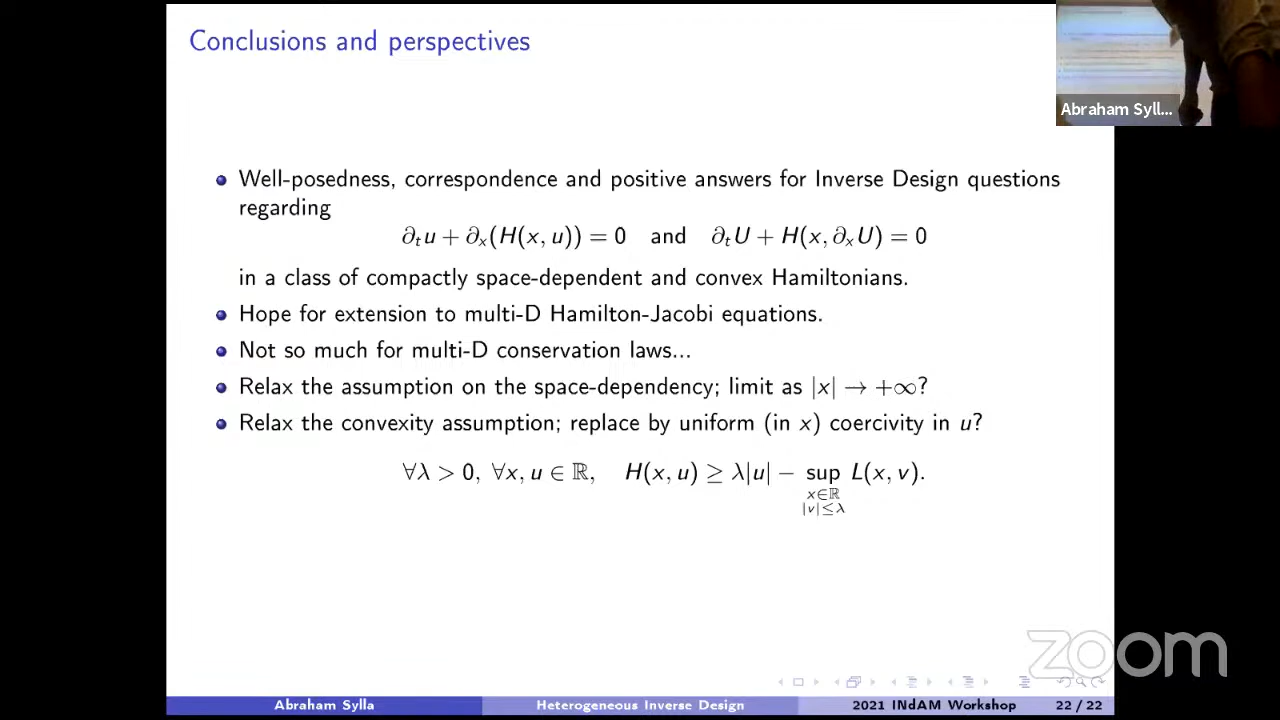 Conclusions and perspectives
Abraham Syll...
Well-posedness, correspondence and positive answers for Inverse Design questions
regarding
∂ₜu + ∂ₓ(H(x, u)) = 0 and ∂ₜU + H(x, ∂ₓU) = 0
in a class of compactly space-dependent and convex Hamiltonians.
Hope for extension to multi-D Hamilton-Jacobi equations.
Not so much for multi-D conservation laws...
Relax the assumption on the space-dependency; limit as |x| → +∞?
Relax the convexity assumption; replace by uniform (in x) coercivity in u?
∀λ > 0, ∀x, u ∈ ℝ, H(x, u) ≥ λ|u| − sup L(x, v).
x∈ℝ
|v|≤λ
zoom
Abraham Sylla Heterogeneous Inverse Design 2021 INdAM Workshop 22 / 22